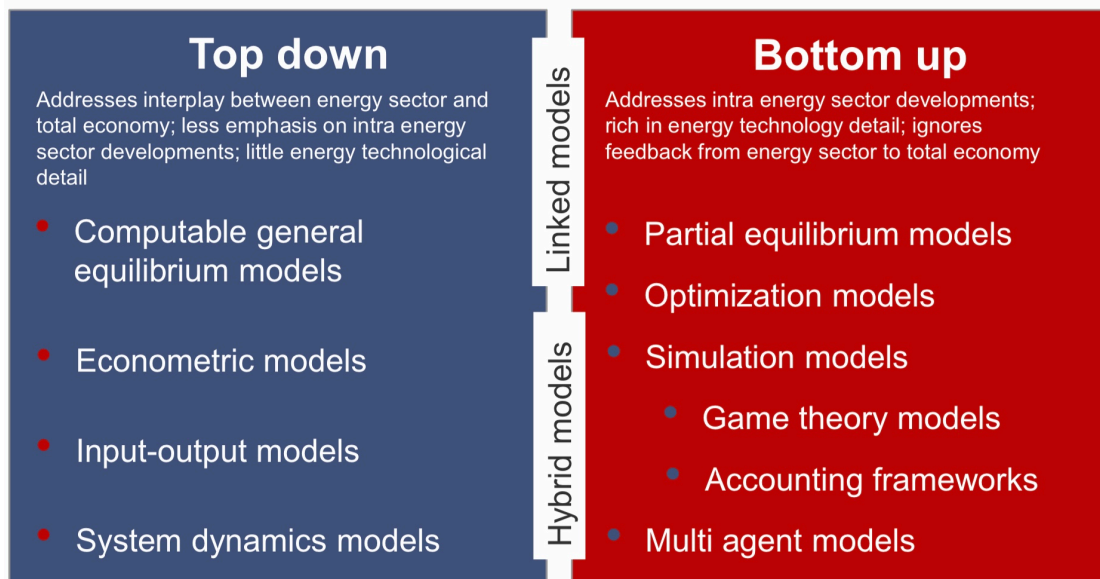 Top down
Addresses interplay between energy sector and
total economy; less emphasis on intra energy
sector developments; little energy technological
detail
Computable general
equilibrium models
Econometric models
Input-output models
System dynamics models
Linked models
Hybrid models
Bottom up
Addresses intra energy sector developments;
rich in energy technology detail; ignores
feedback from energy sector to total economy
Partial equilibrium models
Optimization models
Simulation models
Game theory models
Accounting frameworks
Multi agent models